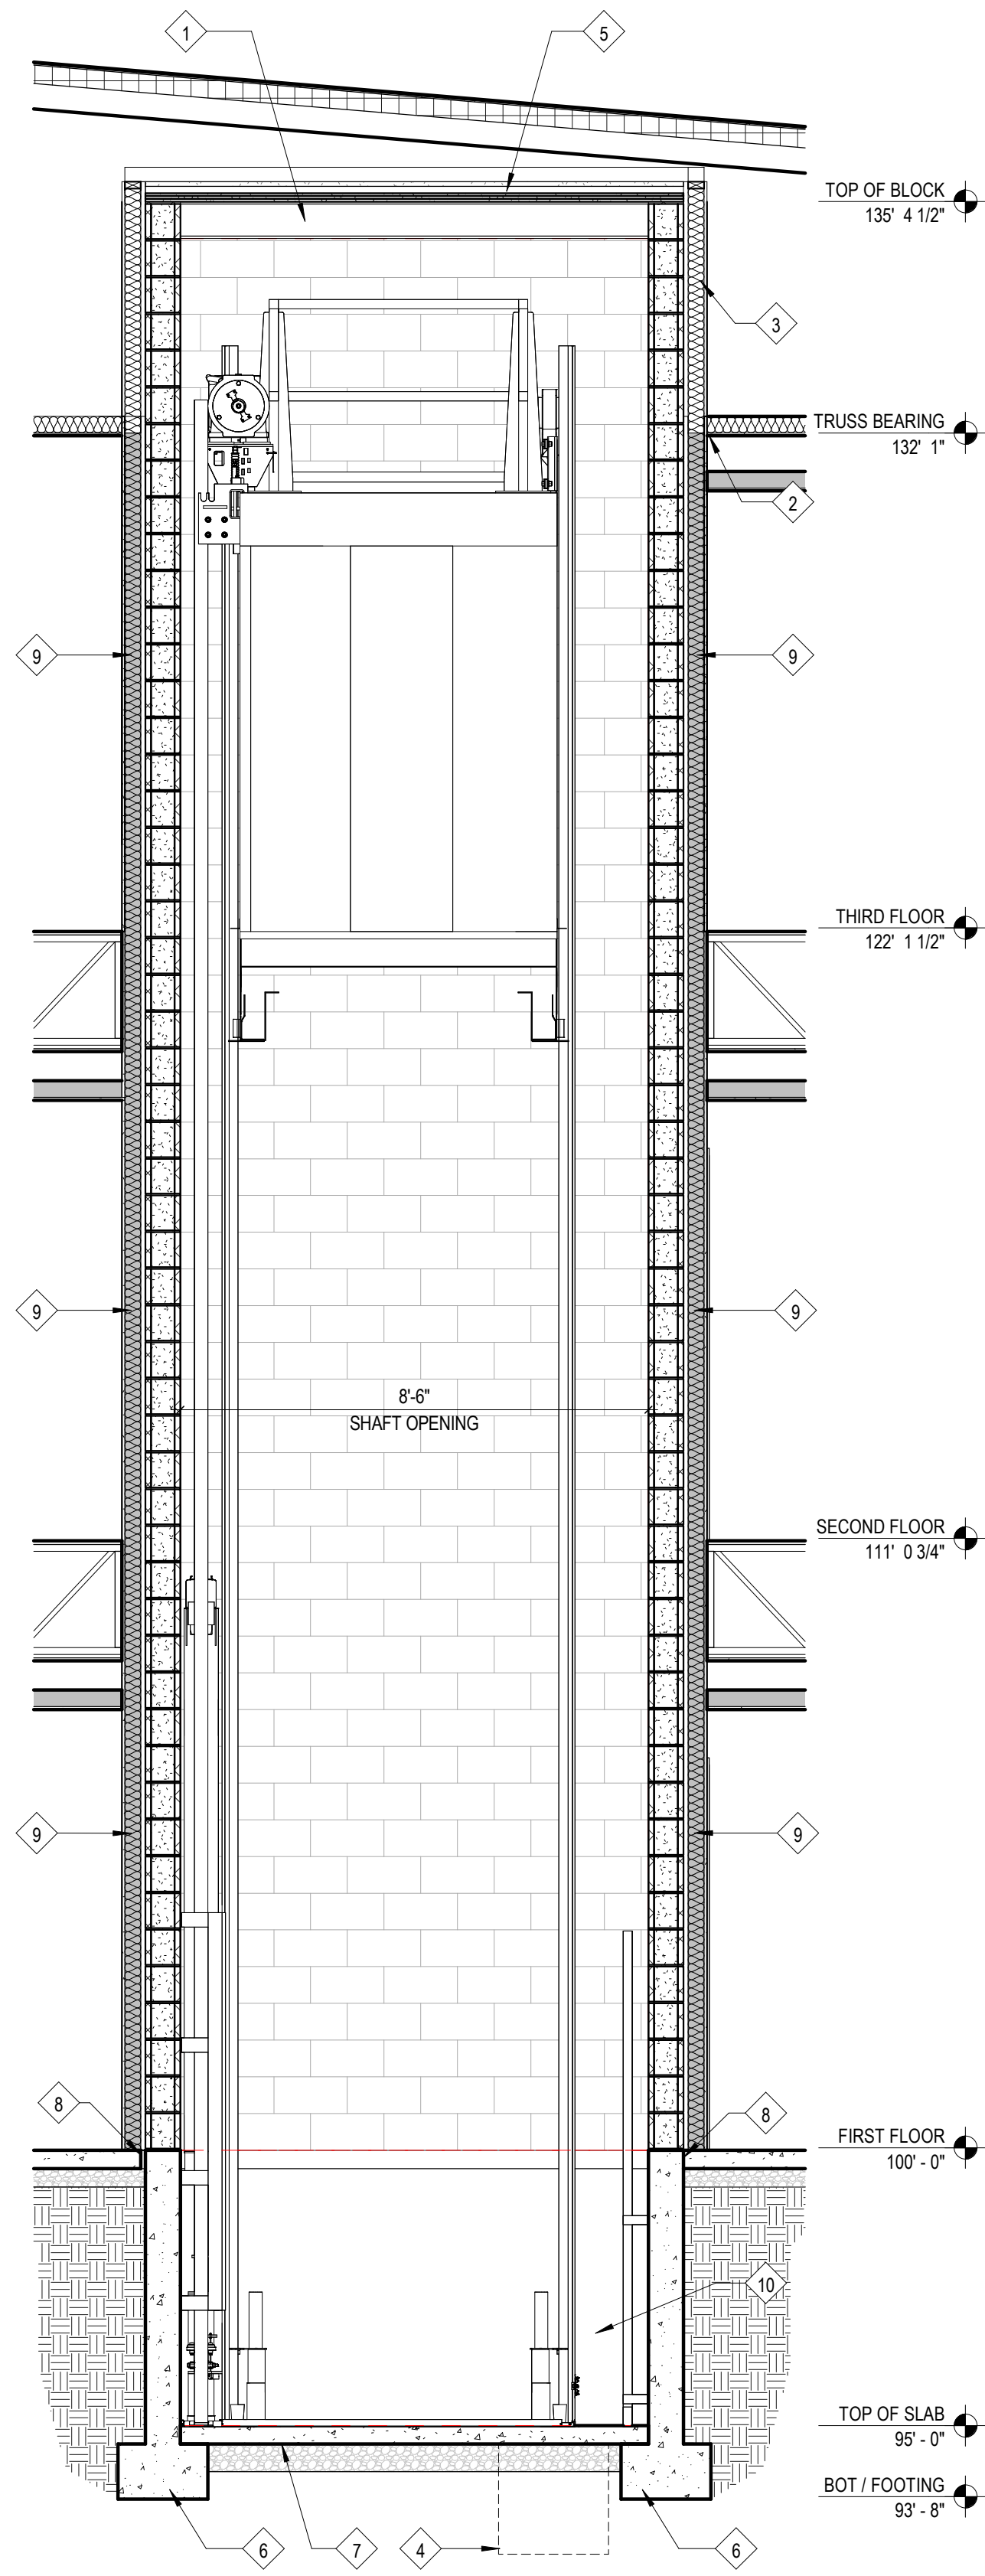 1
5
TOP OF BLOCK
135' 4 1/2"
3
TRUSS BEARING
132' 1"
2
9
9
THIRD FLOOR
122' 1 1/2"
9
9
8'-6"
SHAFT OPENING
SECOND FLOOR
111' 0 3/4"
9
9
8
8
FIRST FLOOR
100' - 0"
10
TOP OF SLAB
95' - 0"
BOT / FOOTING
93' - 8"
6
7
4
6